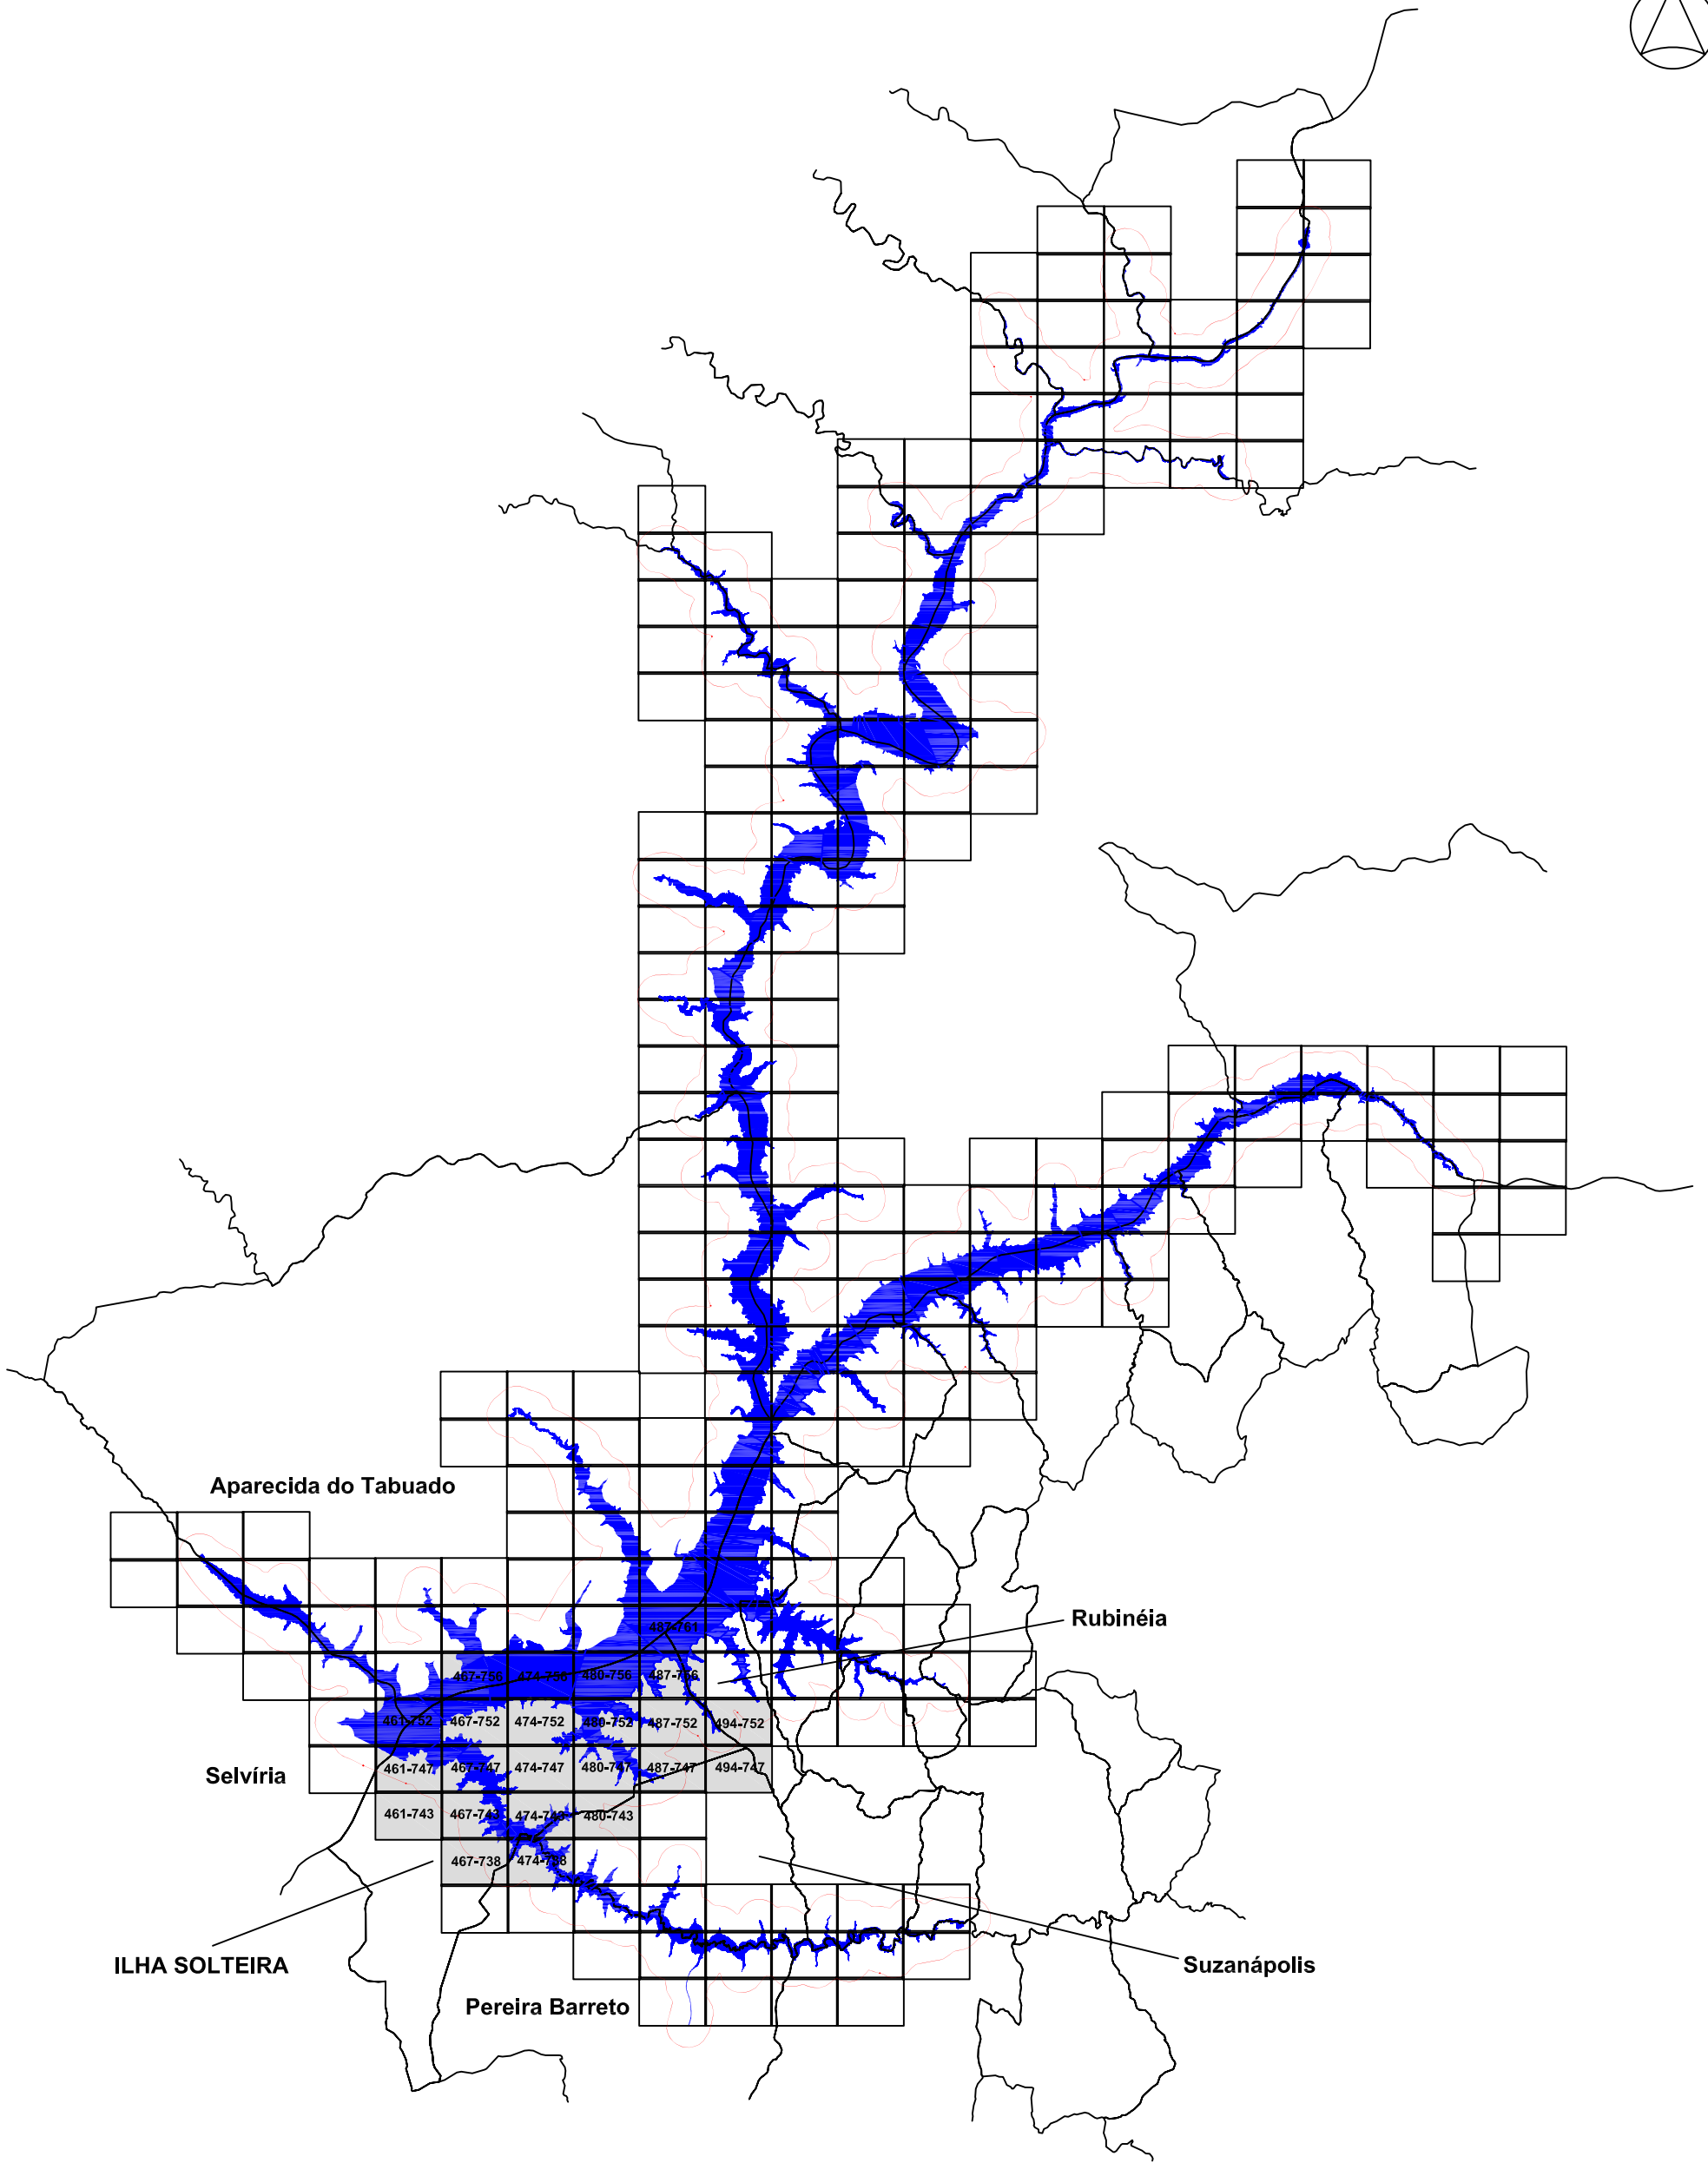 Aparecida do Tabuado
Rubinéia
487-761
467-756 474-756 480-756 487-756
461-752 467-752 474-752 480-752 487-752 494-752
Selvíria
461-747 467-747 474-747 480-747 487-747 494-747
461-743 467-743 474-743 480-743
467-738 474-738
ILHA SOLTEIRA
Suzanápolis
Pereira Barreto